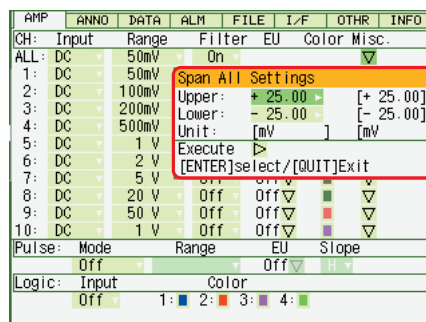 AMP ANNO DATA ALM FILE I/F OTHR INFO
CH: Input Range Filter EU Color Misc.
ALL: DC 50mV On
1: DC 50mV Span All Settings
2: DC 100mV Upper: + 25.00 [+ 25.00]
3: DC 200mV Lower: - 25.00 [- 25.00]
4: DC 500mV Unit: [mV ] [mV
5: DC 1 V Execute
6: DC 2 V [ENTER]select/[QUIT]Exit
7: DC 5 V Off Off
8: DC 20 V Off Off
9: DC 50 V Off Off
10: DC 1 V Off Off
Pulse: Mode Range EU Slope
Off Off H
Logic: Input Color
Off 1: 2: 3: 4: